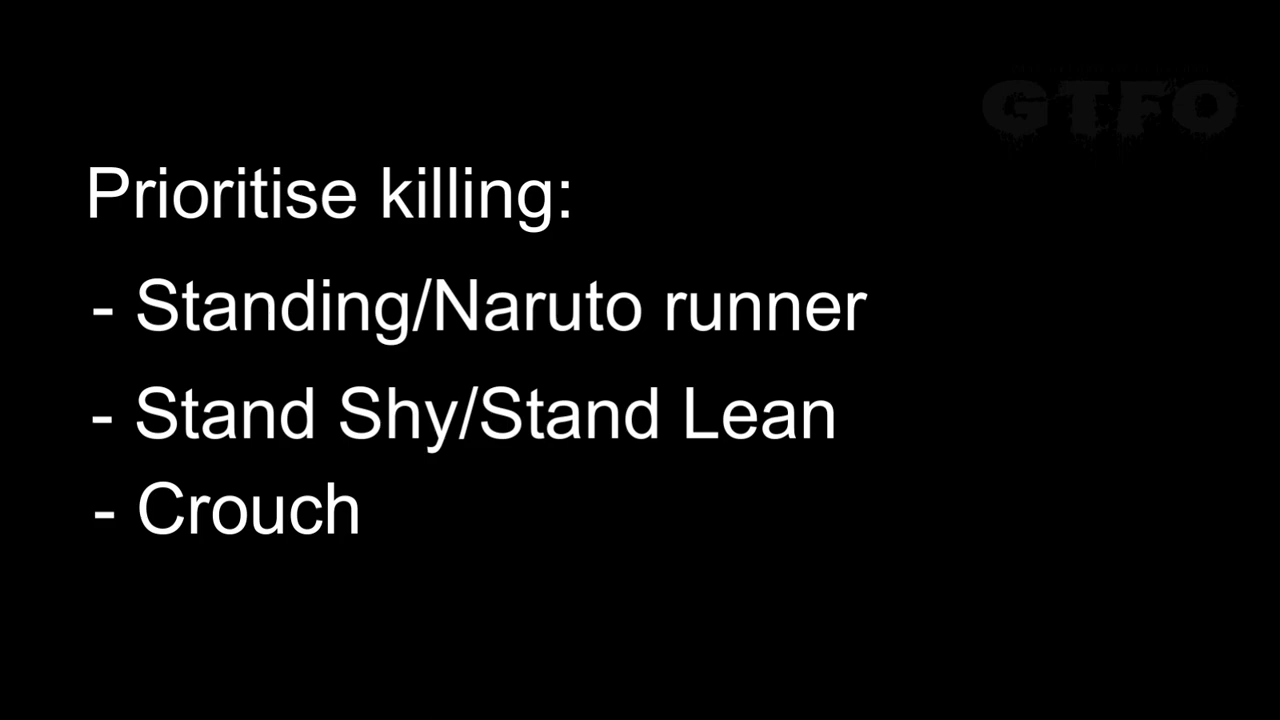 GTFO
Prioritise killing:
- Standing/Naruto runner
- Stand Shy/Stand Lean
- Crouch